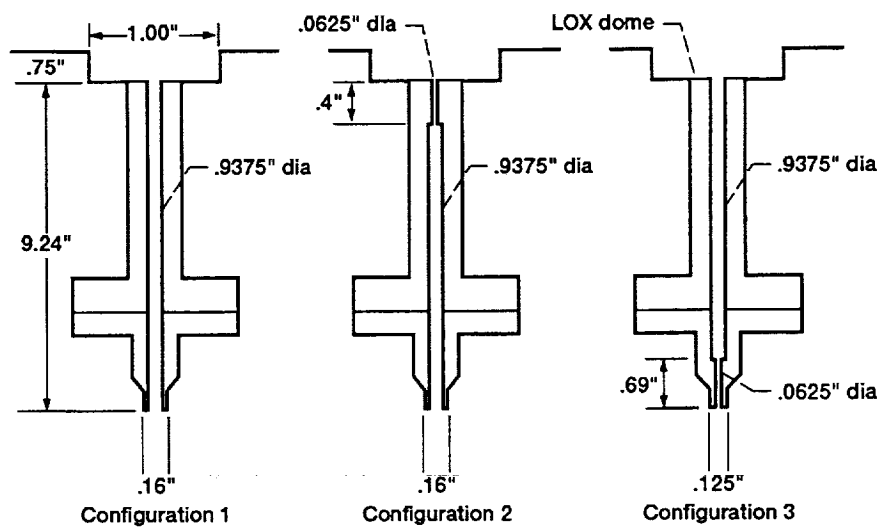 1.00"
.75"
9.24"
.9375" dia
.16"
Configuration 1
.0625" dia
.4"
.9375" dia
.16"
Configuration 2
LOX dome
.9375" dia
.69"
.0625" dia
.125"
Configuration 3